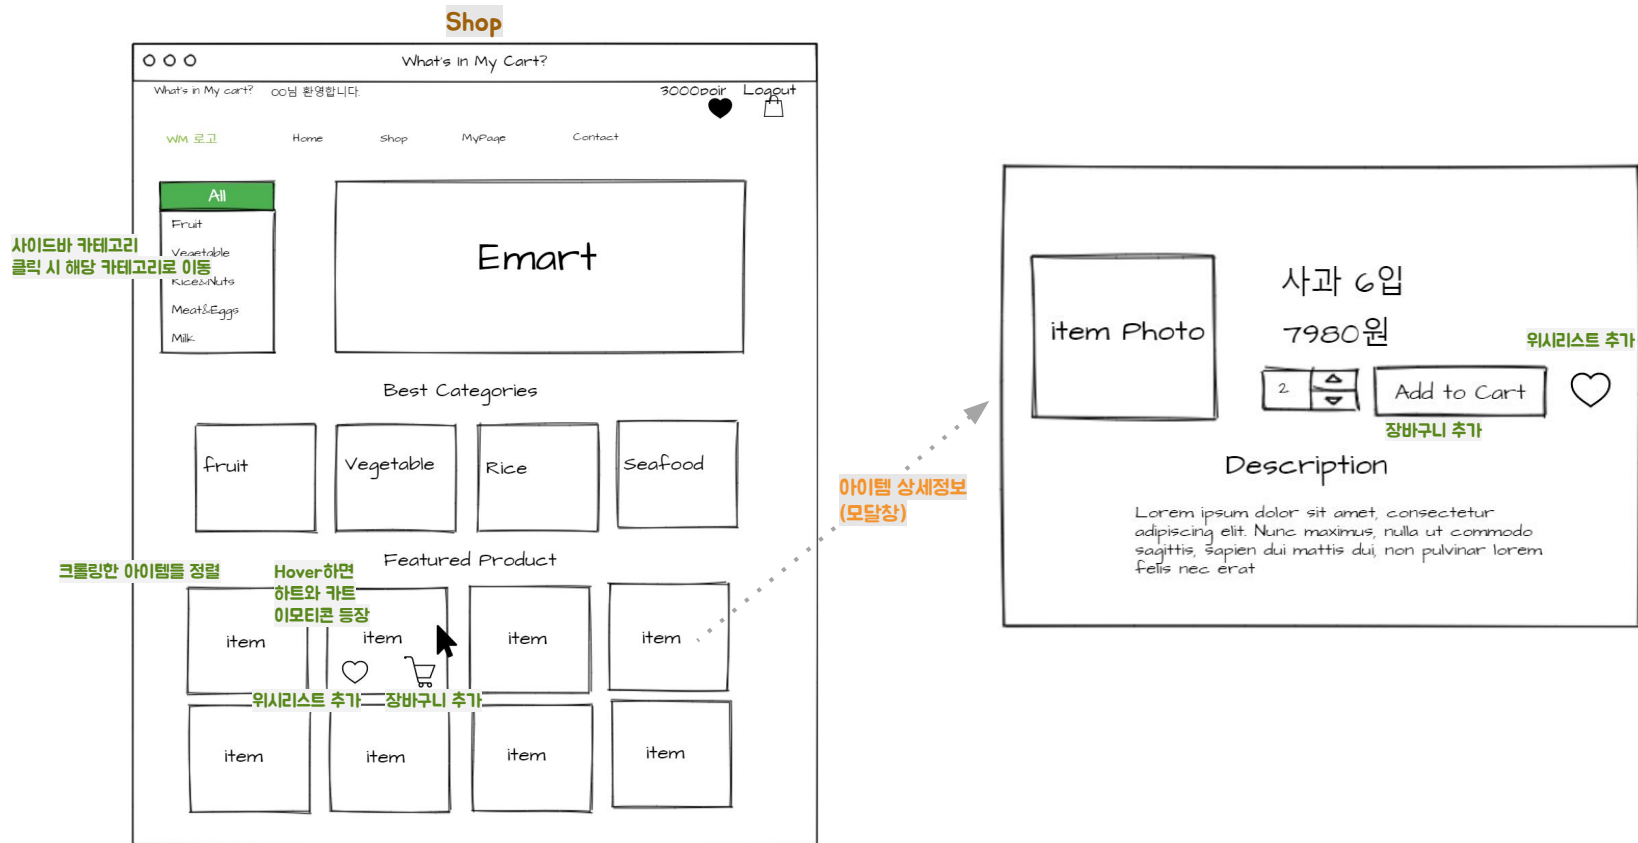 Shop
What's in My Cart?
What's in My cart? OO님 환영합니다.
3000poir Logout
WM 로고 Home Shop MyPage Contact
All
Fruit
Vegetable
Rice&Nuts
Meat&Eggs
Milk
사이드바 카테고리
클릭 시 해당 카테고리로 이동
Emart
Best Categories
fruit
Vegetable
Rice
Seafood
Featured Product
크롤링한 아이템들 정렬
Hover하면
하트와 카트
이모티콘 등장
item
item
item
item
위시리스트 추가
장바구니 추가
item
item
item
item
아이템 상세정보
(모달창)
item Photo
사과 6입
7980원
위시리스트 추가
2
Add to Cart
장바구니 추가
Description
Lorem ipsum dolor sit amet, consectetur
adipiscing elit. Nunc maximus, nulla ut commodo
sagittis, sapien dui mattis dui, non pulvinar lorem
felis nec erat